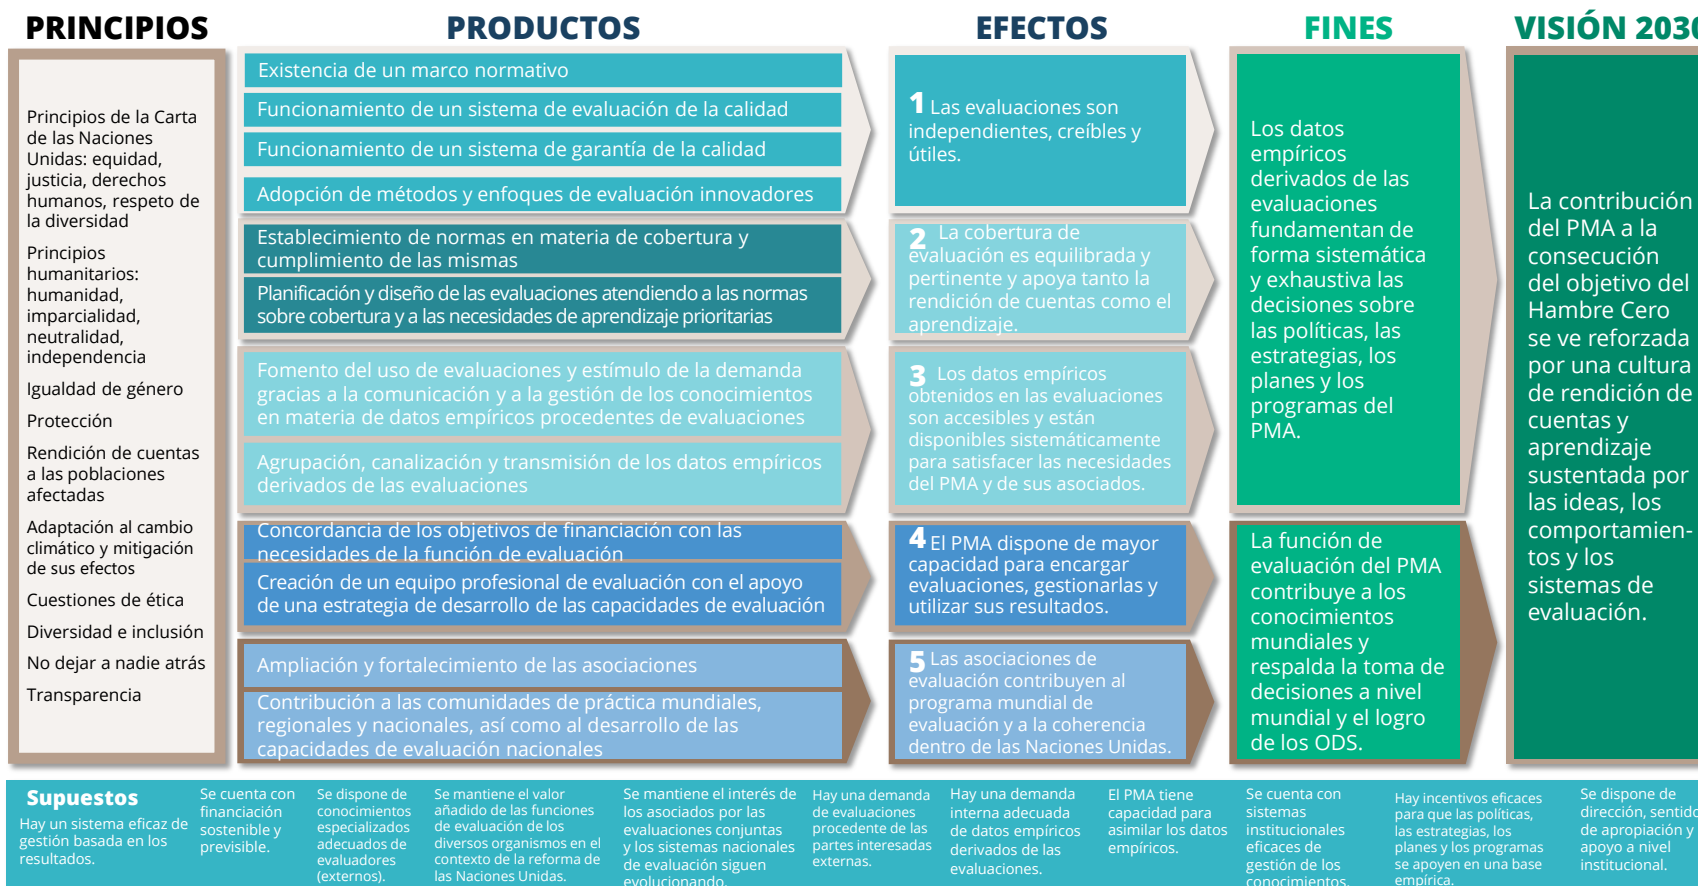 PRINCIPIOS
Principios de la Carta
de las Naciones
Unidas: equidad,
justicia, derechos
humanos, respeto de
la diversidad
Principios
humanitarios:
humanidad,
imparcialidad,
neutralidad,
independencia
Igualdad de género
Protección
Rendición de cuentas
a las poblaciones
afectadas
Adaptación al cambio
climático y mitigación
de sus efectos
Cuestiones de ética
Diversidad e inclusión
No dejar a nadie atrás
Transparencia
PRODUCTOS
Existencia de un marco normativo
Funcionamiento de un sistema de evaluación de la calidad
Funcionamiento de un sistema de garantía de la calidad
Adopción de métodos y enfoques de evaluación innovadores
Establecimiento de normas en materia de cobertura y
cumplimiento de las mismas
Planificación y diseño de las evaluaciones atendiendo a las normas
sobre cobertura y a las necesidades de aprendizaje prioritarias
Fomento del uso de evaluaciones y estímulo de la demanda
gracias a la comunicación y a la gestión de los conocimientos
en materia de datos empíricos procedentes de evaluaciones
Agrupación, canalización y transmisión de los datos empíricos
derivados de las evaluaciones
Concordancia de los objetivos de financiación con las
necesidades de la función de evaluación
Creación de un equipo profesional de evaluación con el apoyo
de una estrategia de desarrollo de las capacidades de evaluación
Ampliación y fortalecimiento de las asociaciones
Contribución a las comunidades de práctica mundiales,
regionales y nacionales, así como al desarrollo de las
capacidades de evaluación nacionales
EFECTOS
1 Las evaluaciones son
independientes, creíbles y
útiles.
2 La cobertura de
evaluación es equilibrada y
pertinente y apoya tanto la
rendición de cuentas como el
aprendizaje.
3 Los datos empíricos
obtenidos en las evaluaciones
son accesibles y están
disponibles sistemáticamente
para satisfacer las necesidades
del PMA y de sus asociados.
4 El PMA dispone de mayor
capacidad para encargar
evaluaciones, gestionarlas y
utilizar sus resultados.
5 Las asociaciones de
evaluación contribuyen al
programa mundial de
evaluación y a la coherencia
dentro de las Naciones Unidas.
FINES
Los datos
empíricos
derivados de las
evaluaciones
fundamentan de
forma sistemática
y exhaustiva las
decisiones sobre
las políticas, las
estrategias, los
planes y los
programas del
PMA.
La función de
evaluación del PMA
contribuye a los
conocimientos
mundiales y
respalda la toma de
decisiones a nivel
mundial y el logro
de los ODS.
VISIÓN 2030
La contribución
del PMA a la
consecución
del objetivo del
Hambre Cero
se ve reforzada
por una cultura
de rendición de
cuentas y
aprendizaje
sustentada por
las ideas, los
comportamien-
tos y los
sistemas de
evaluación.
Supuestos
Hay un sistema eficaz de
gestión basada en los
resultados.
Se cuenta con
financiación
sostenible y
previsible.
Se dispone de
conocimientos
especializados
adecuados de
evaluadores
(externos).
Se mantiene el valor
añadido de las funciones
de evaluación de los
diversos organismos en el
contexto de la reforma de
las Naciones Unidas.
Se mantiene el interés de
los asociados por las
evaluaciones conjuntas
y los sistemas nacionales
de evaluación siguen
evolucionando.
Hay una demanda
de evaluaciones
procedente de las
partes interesadas
externas.
Hay una demanda
interna adecuada
de datos empíricos
derivados de las
evaluaciones.
El PMA tiene
capacidad para
asimilar los datos
empíricos.
Se cuenta con
sistemas
institucionales
eficaces de
gestión de los
conocimientos.
Hay incentivos eficaces
para que las políticas,
las estrategias, los
planes y los programas
se apoyen en una base
empírica.
Se dispone de
dirección, sentido
de apropiación y
apoyo a nivel
institucional.